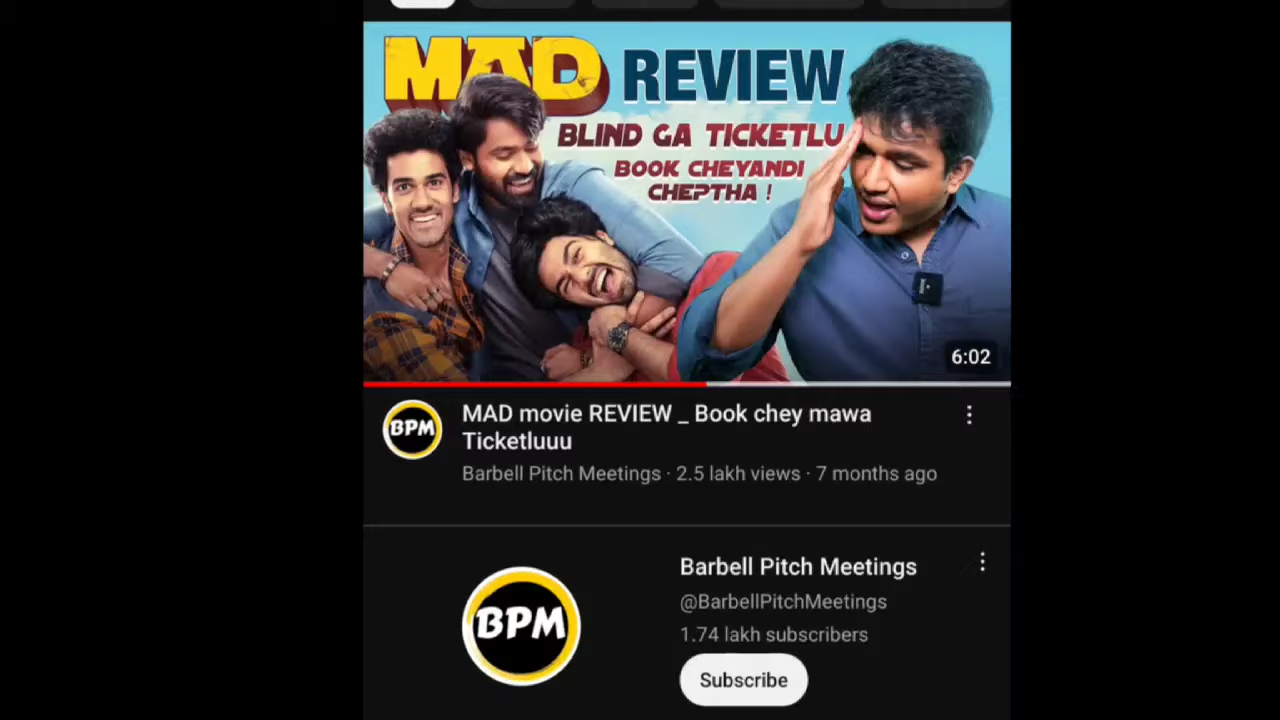 MAD REVIEW
BLIND GA TICKETLU
BOOK CHEYANDI
CHEPTHA !
6:02
BPM
MAD movie REVIEW _ Book chey mawa
Ticketluuu
Barbell Pitch Meetings · 2.5 lakh views · 7 months ago
BPM
Barbell Pitch Meetings
@BarbellPitchMeetings
1.74 lakh subscribers
Subscribe